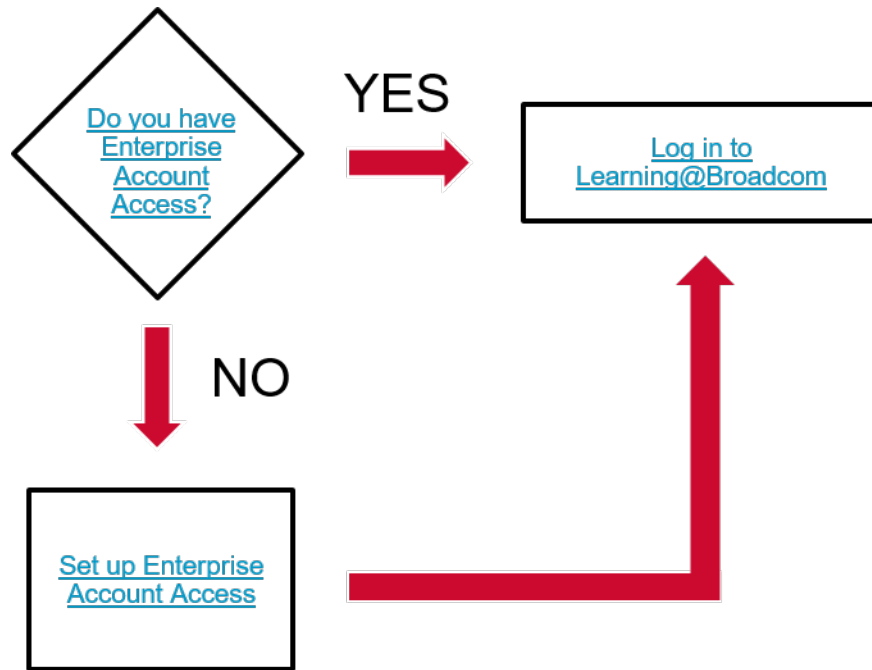 Do you have
Enterprise
Account
Access?
YES
Log in to
Learning@Broadcom
NO
Set up Enterprise
Account Access